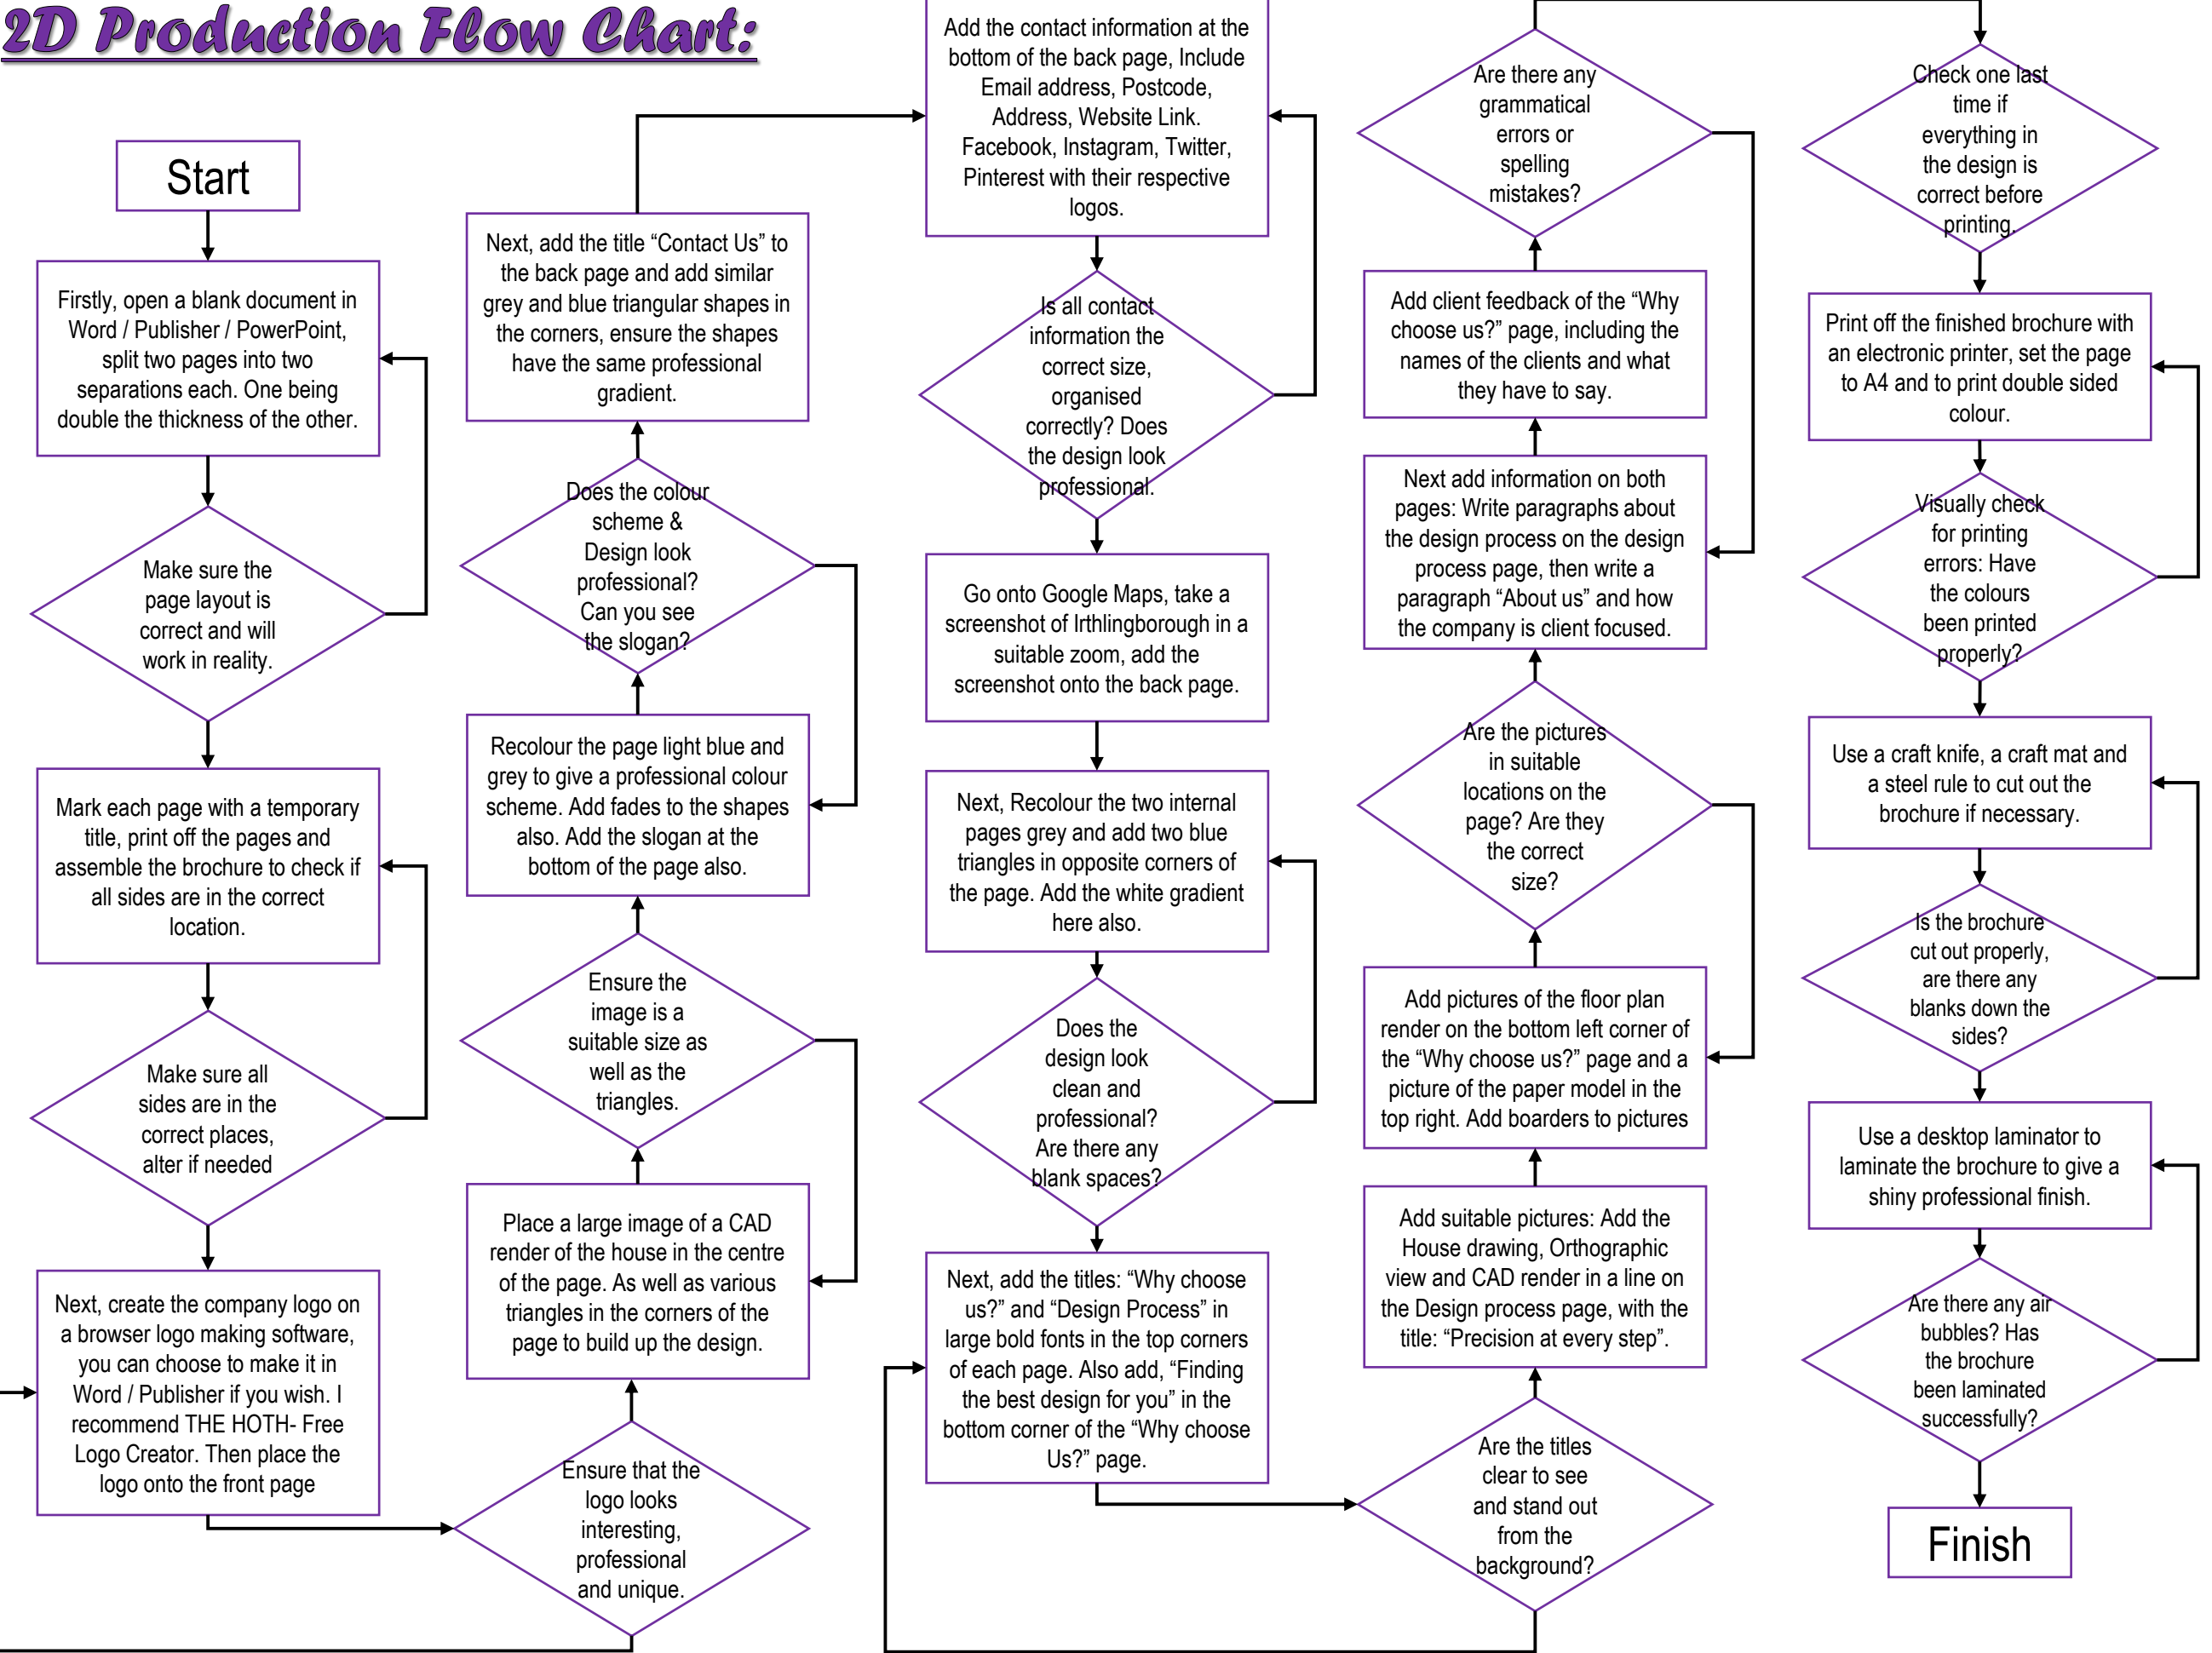 2D Production Flow Chart:
Start
Firstly, open a blank document in
Word / Publisher / PowerPoint,
split two pages into two
separations each. One being
double the thickness of the other.
Make sure the
page layout is
correct and will
work in reality.
Mark each page with a temporary
title, print off the pages and
assemble the brochure to check if
all sides are in the correct
location.
Make sure all
sides are in the
correct places,
alter if needed
Next, create the company logo on
a browser logo making software,
you can choose to make it in
Word / Publisher if you wish. I
recommend THE HOTH- Free
Logo Creator. Then place the
logo onto the front page
Ensure that the
logo looks
interesting,
professional
and unique.
Place a large image of a CAD
render of the house in the centre
of the page. As well as various
triangles in the corners of the
page to build up the design.
Ensure the
image is a
suitable size as
well as the
triangles.
Recolour the page light blue and
grey to give a professional colour
scheme. Add fades to the shapes
also. Add the slogan at the
bottom of the page also.
Does the colour
scheme &
Design look
professional?
Can you see
the slogan?
Next, add the title “Contact Us” to
the back page and add similar
grey and blue triangular shapes in
the corners, ensure the shapes
have the same professional
gradient.
Add the contact information at the
bottom of the back page, Include
Email address, Postcode,
Address, Website Link.
Facebook, Instagram, Twitter,
Pinterest with their respective
logos.
Is all contact
information the
correct size,
organised
correctly? Does
the design look
professional.
Go onto Google Maps, take a
screenshot of Irthlingborough in a
suitable zoom, add the
screenshot onto the back page.
Next, Recolour the two internal
pages grey and add two blue
triangles in opposite corners of
the page. Add the white gradient
here also.
Does the
design look
clean and
professional?
Are there any
blank spaces?
Next, add the titles: “Why choose
us?” and “Design Process” in
large bold fonts in the top corners
of each page. Also add, “Finding
the best design for you” in the
bottom corner of the “Why choose
Us?” page.
Are the titles
clear to see
and stand out
from the
background?
Add suitable pictures: Add the
House drawing, Orthographic
view and CAD render in a line on
the Design process page, with the
title: “Precision at every step”.
Add pictures of the floor plan
render on the bottom left corner of
the “Why choose us?” page and a
picture of the paper model in the
top right. Add boarders to pictures
Are the pictures
in suitable
locations on the
page? Are they
the correct
size?
Next add information on both
pages: Write paragraphs about
the design process on the design
process page, then write a
paragraph “About us” and how
the company is client focused.
Add client feedback of the “Why
choose us?” page, including the
names of the clients and what
they have to say.
Are there any
grammatical
errors or
spelling
mistakes?
Check one last
time if
everything in
the design is
correct before
printing.
Print off the finished brochure with
an electronic printer, set the page
to A4 and to print double sided
colour.
Visually check
for printing
errors: Have
the colours
been printed
properly?
Use a craft knife, a craft mat and
a steel rule to cut out the
brochure if necessary.
Is the brochure
cut out properly,
are there any
blanks down the
sides?
Use a desktop laminator to
laminate the brochure to give a
shiny professional finish.
Are there any air
bubbles? Has
the brochure
been laminated
successfully?
Finish